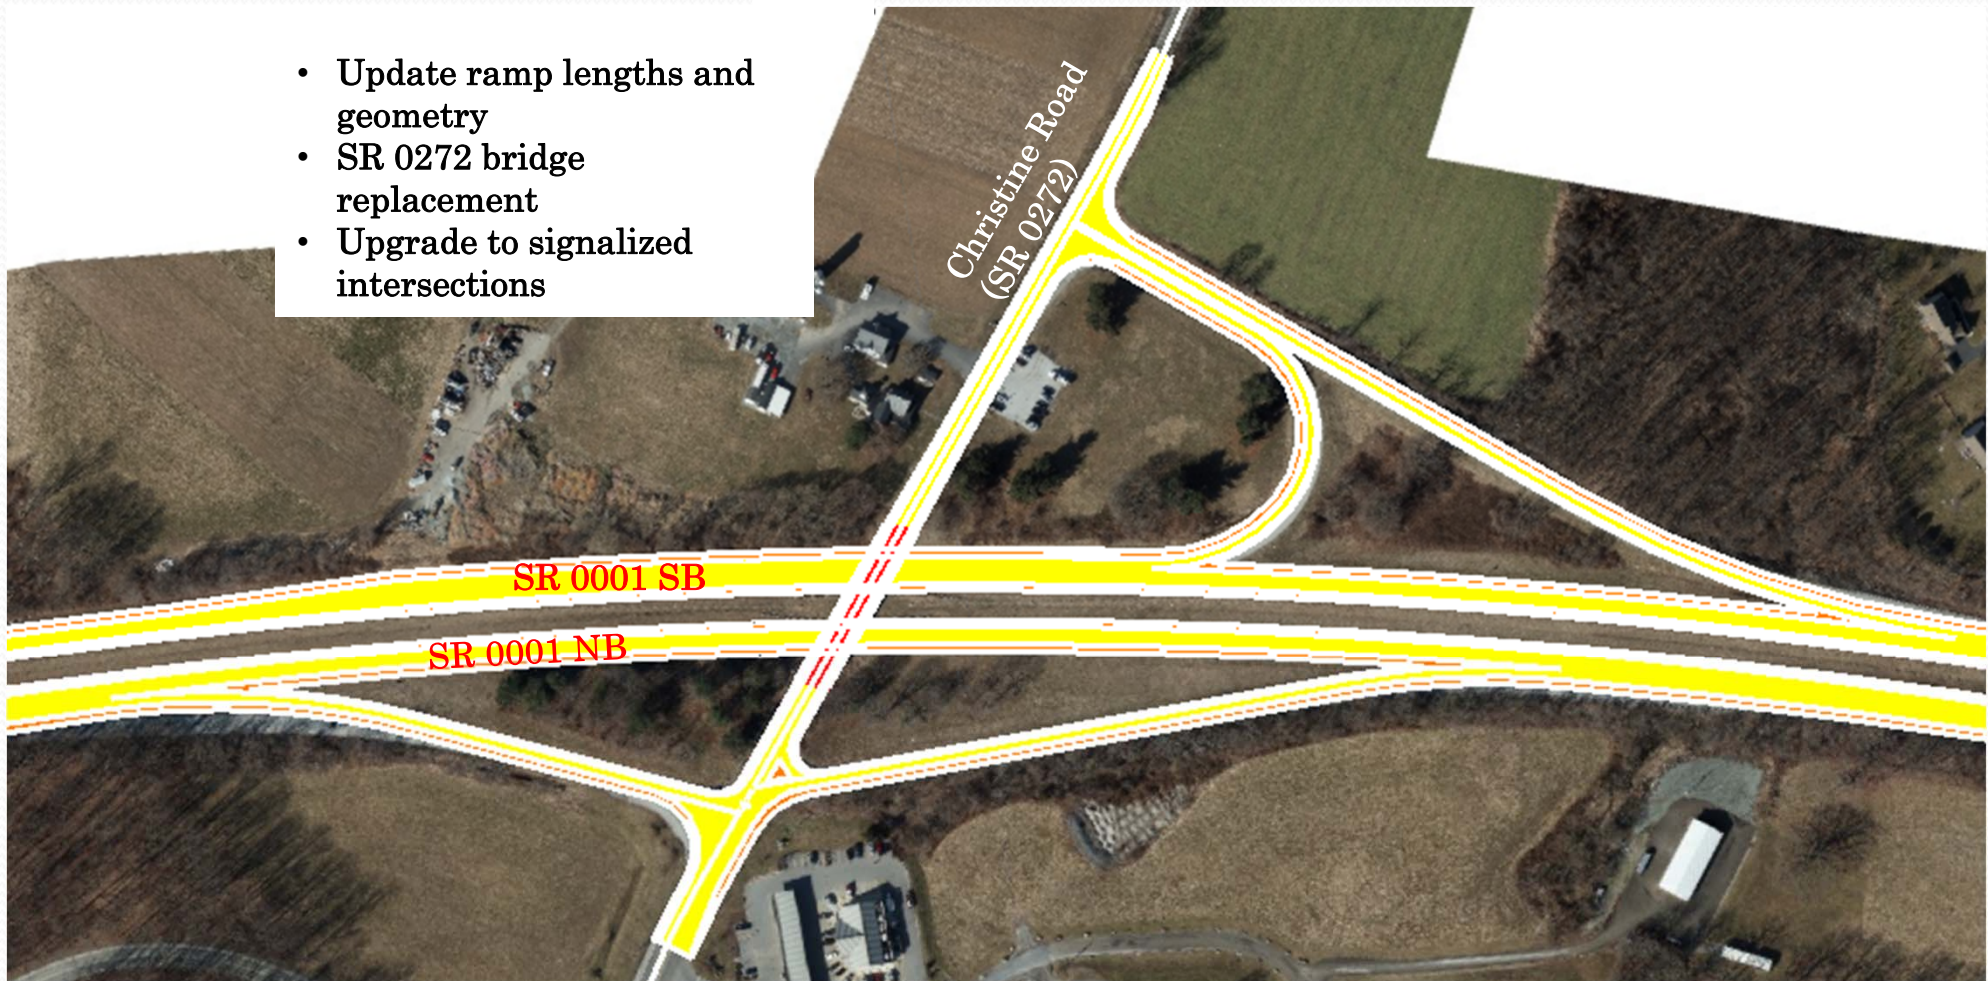 • Update ramp lengths and
geometry
• SR 0272 bridge
replacement
• Upgrade to signalized
intersections
Christine Road
(SR 0272)
SR 0001 SB
SR 0001 NB